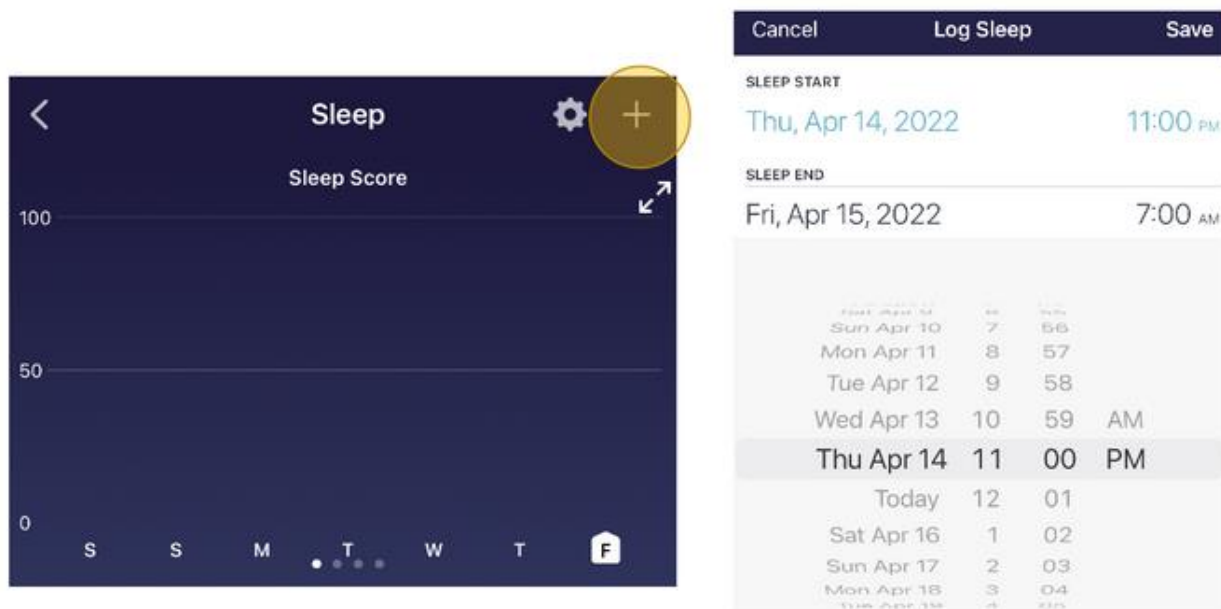 Sleep
Sleep Score
100
50
0
S S M T W T F
Cancel Log Sleep Save
SLEEP START
Thu, Apr 14, 2022 11:00 PM
SLEEP END
Fri, Apr 15, 2022 7:00 AM
Sun Apr 10 7 56
Mon Apr 11 8 57
Tue Apr 12 9 58
Wed Apr 13 10 59 AM
Thu Apr 14 11 00 PM
Today 12 01
Sat Apr 16 1 02
Sun Apr 17 2 03
Mon Apr 18 3 04